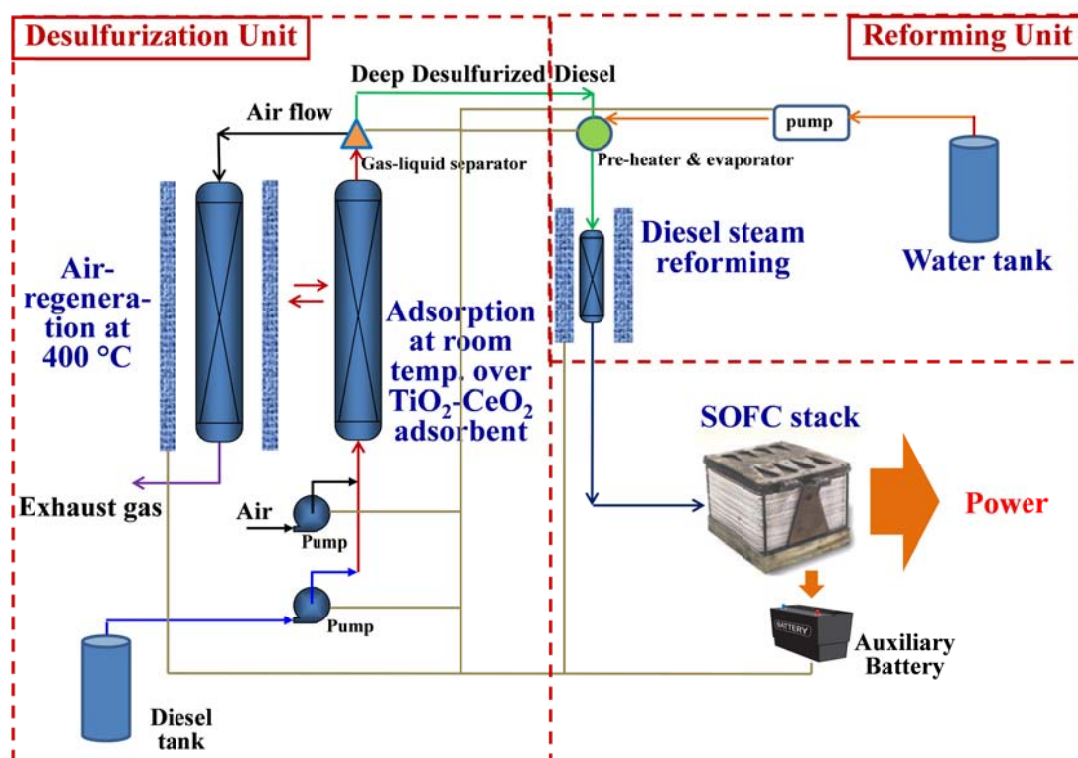 Desulfurization Unit
Reforming Unit
Deep Desulfurized Diesel
Air flow
pump
Gas-liquid separator
Pre-heater & evaporator
Diesel steam
reforming
Water tank
Air-
regenera-
tion at
400 °C
Adsorption
at room
temp. over
TiO₂-CeO₂
adsorbent
SOFC stack
Exhaust gas
Air
Pump
Power
Pump
BATTERY
Auxiliary
Battery
Diesel
tank